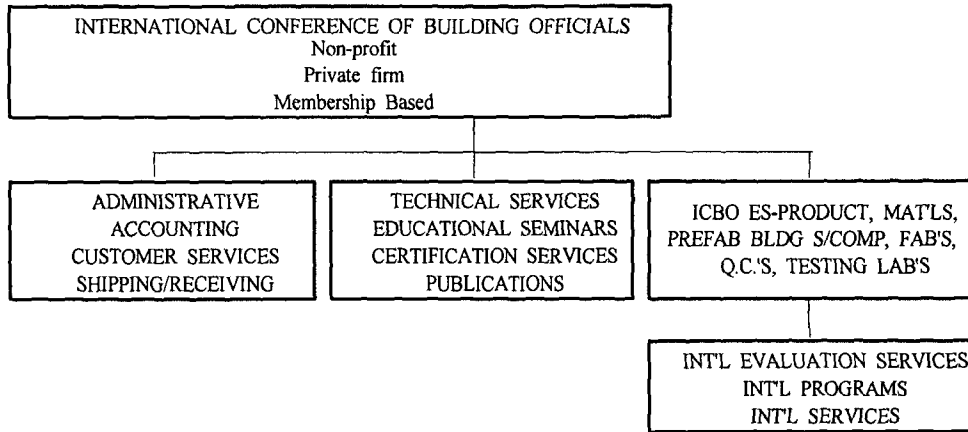 INTERNATIONAL CONFERENCE OF BUILDING OFFICIALS
Non-profit
Private firm
Membership Based
ADMINISTRATIVE
ACCOUNTING
CUSTOMER SERVICES
SHIPPING/RECEIVING
TECHNICAL SERVICES
EDUCATIONAL SEMINARS
CERTIFICATION SERVICES
PUBLICATIONS
ICBO ES-PRODUCT, MAT'LS,
PREFAB BLDG S/COMP, FAB'S,
Q.C.'S, TESTING LAB'S
INT'L EVALUATION SERVICES
INT'L PROGRAMS
INT'L SERVICES